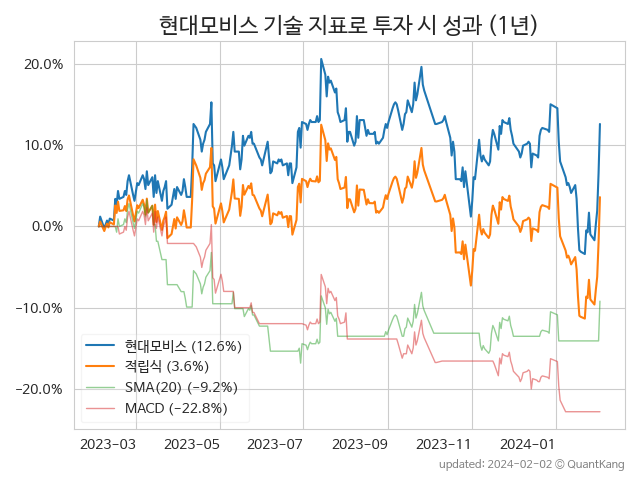 현대모비스 기술 지표로 투자 시 성과 (1년)
20.0%
10.0%
0.0%
−10.0%
−20.0%
현대모비스 (12.6%)
적립식 (3.6%)
SMA(20) (−9.2%)
MACD (−22.8%)
2023-03 2023-05 2023-07 2023-09 2023-11 2024-01
updated: 2024-02-02 © QuantKang